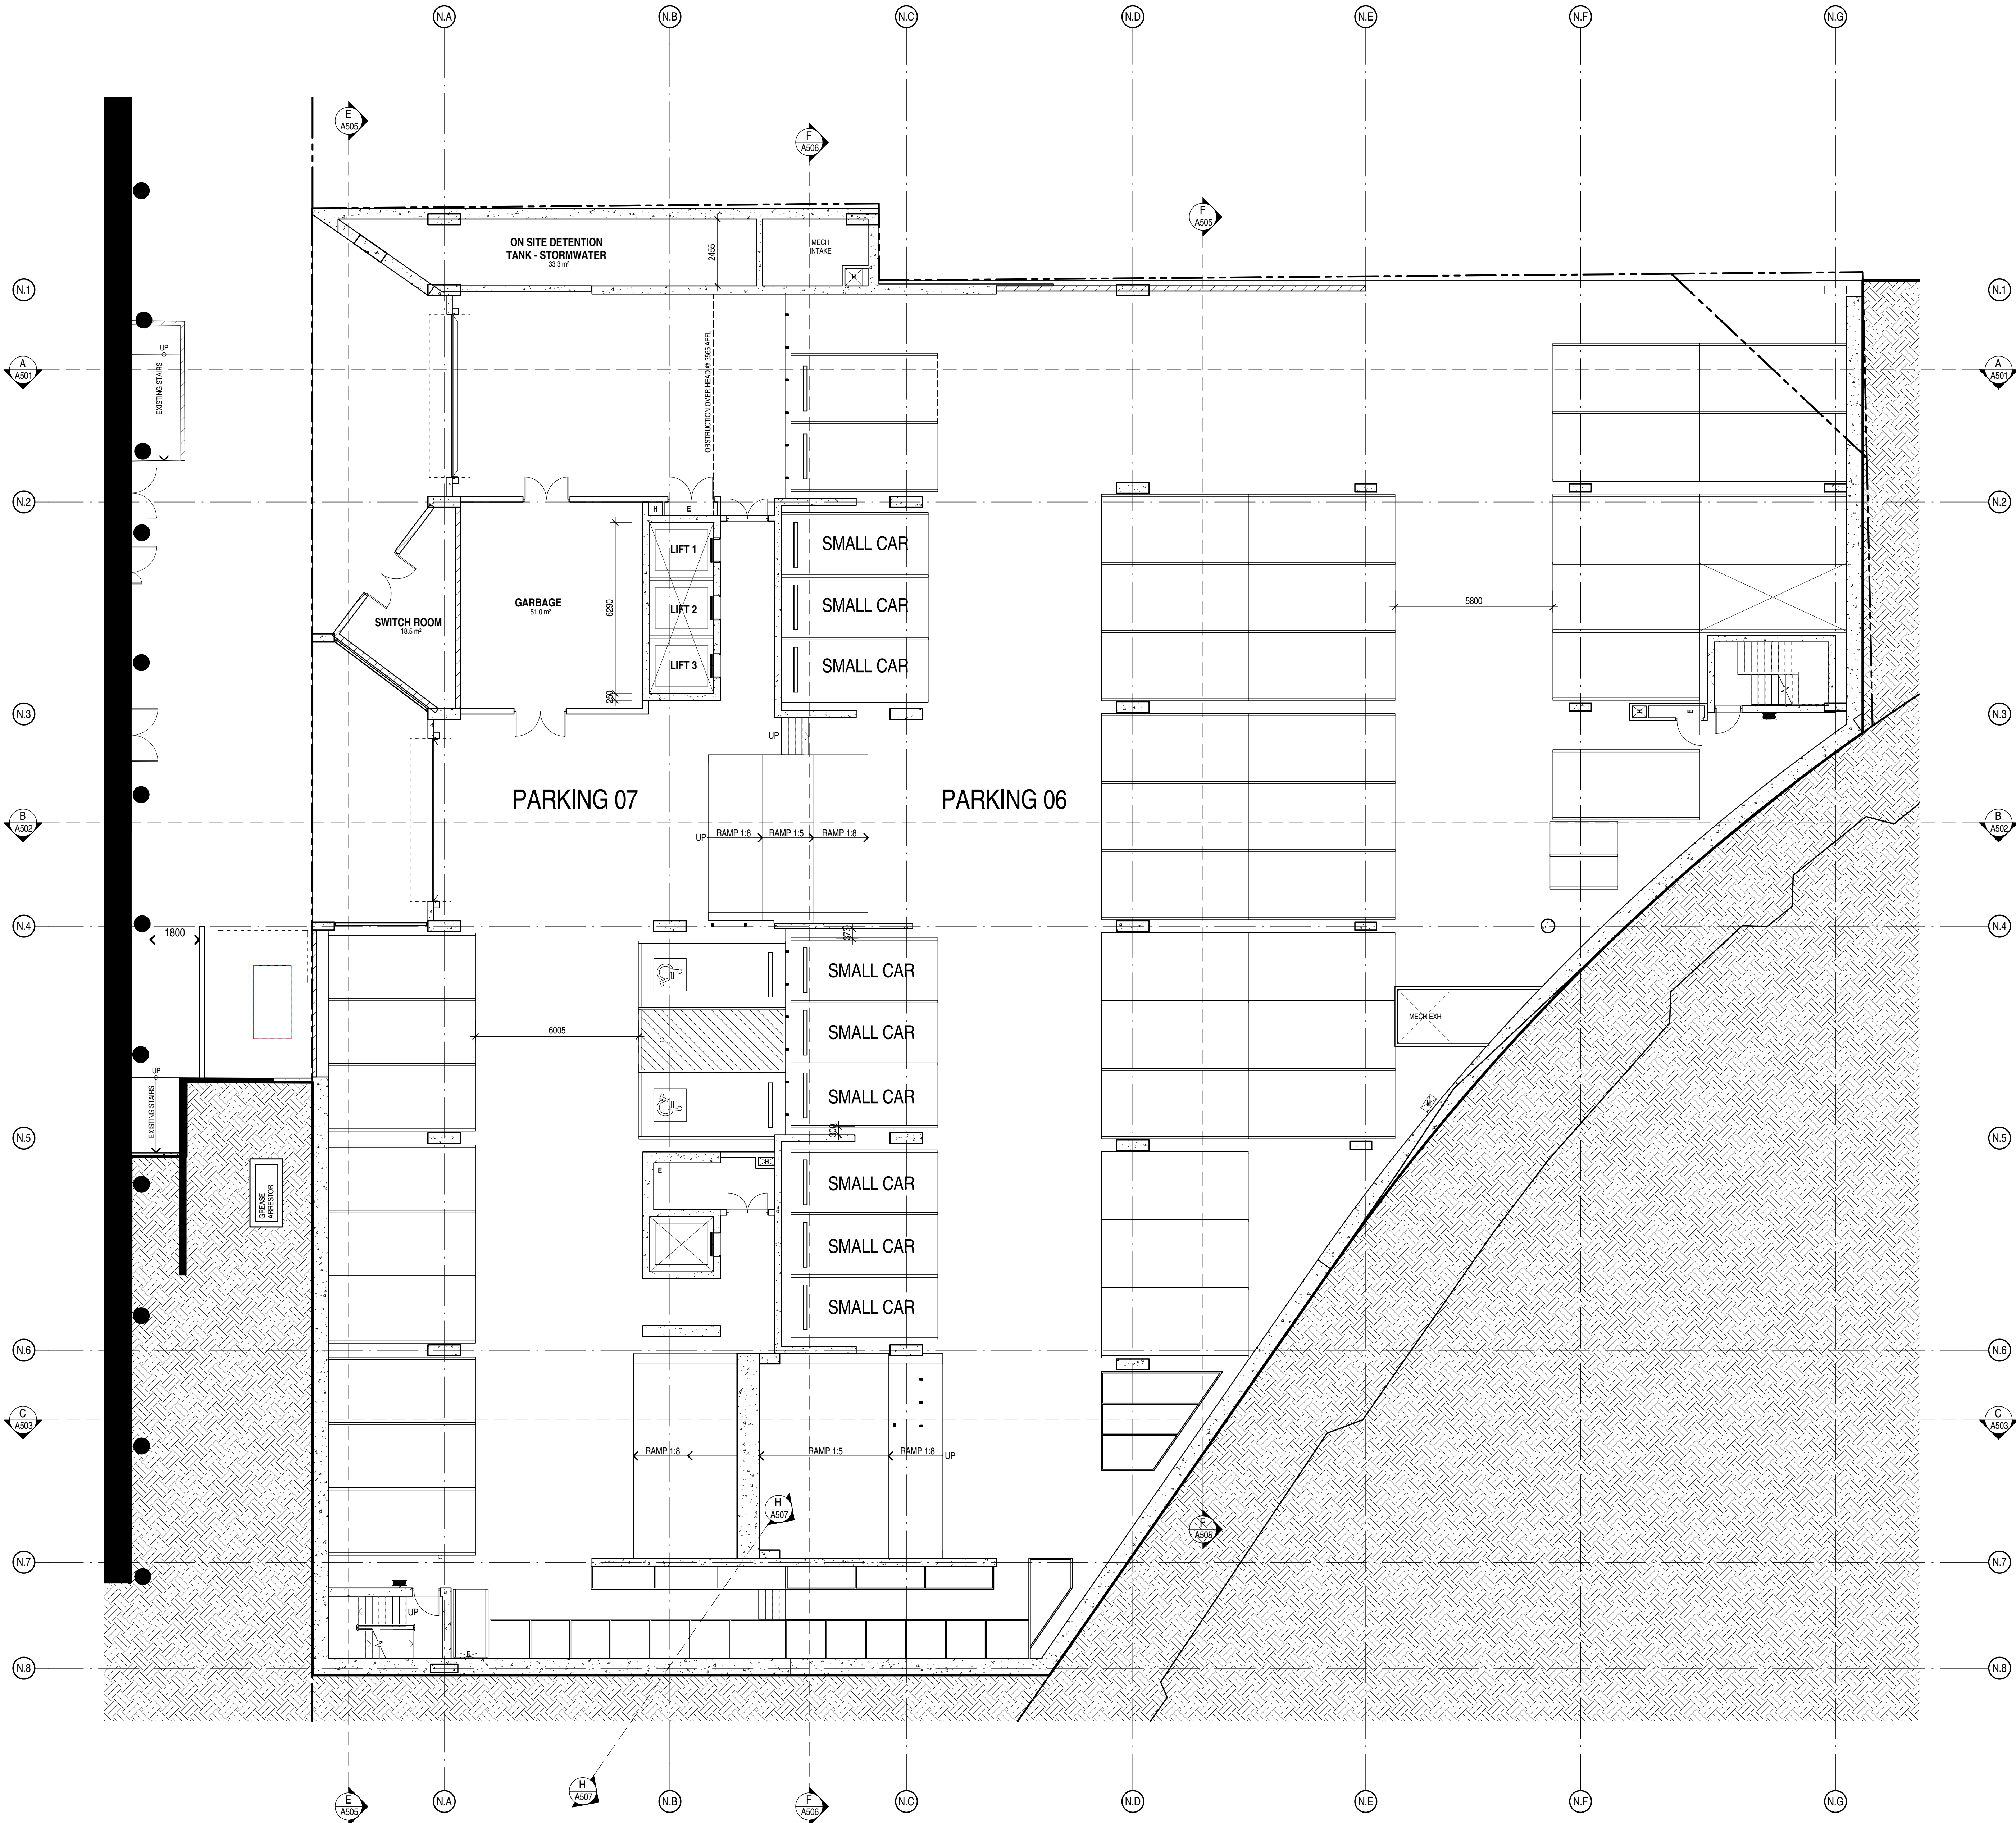 N.A
N.B
N.C
N.D
N.E
N.F
N.G
E
A505
F
A506
F
A505
ON SITE DETENTION
TANK - STORMWATER
33.3 m²
2455
MECH
INTAKE
H
N.1
N.1
UP
EXISTING STAIRS
OBSTRUCTION OVER HEAD @ 3565 AFFL
A
A501
A
A501
N.2
N.2
H
E
LIFT 1
LIFT 2
LIFT 3
6290
250
GARBAGE
51.0 m²
SWITCH ROOM
18.5 m²
SMALL CAR
SMALL CAR
SMALL CAR
5800
N.3
N.3
H
E
UP
PARKING 07
PARKING 06
B
A502
B
A502
UP
RAMP 1:8
RAMP 1:5
RAMP 1:8
N.4
N.4
1800
373
SMALL CAR
SMALL CAR
SMALL CAR
6005
MECH EXH
H
UP
EXISTING STAIRS
300
N.5
N.5
GREASE
ARRESTOR
E
H
SMALL CAR
SMALL CAR
SMALL CAR
N.6
N.6
C
A503
C
A503
RAMP 1:8
RAMP 1:5
RAMP 1:8
UP
H
A507
F
A505
N.7
N.7
UP
E
N.8
N.8
E
A505
N.A
H
A507
N.B
F
A506
N.C
N.D
N.E
N.F
N.G